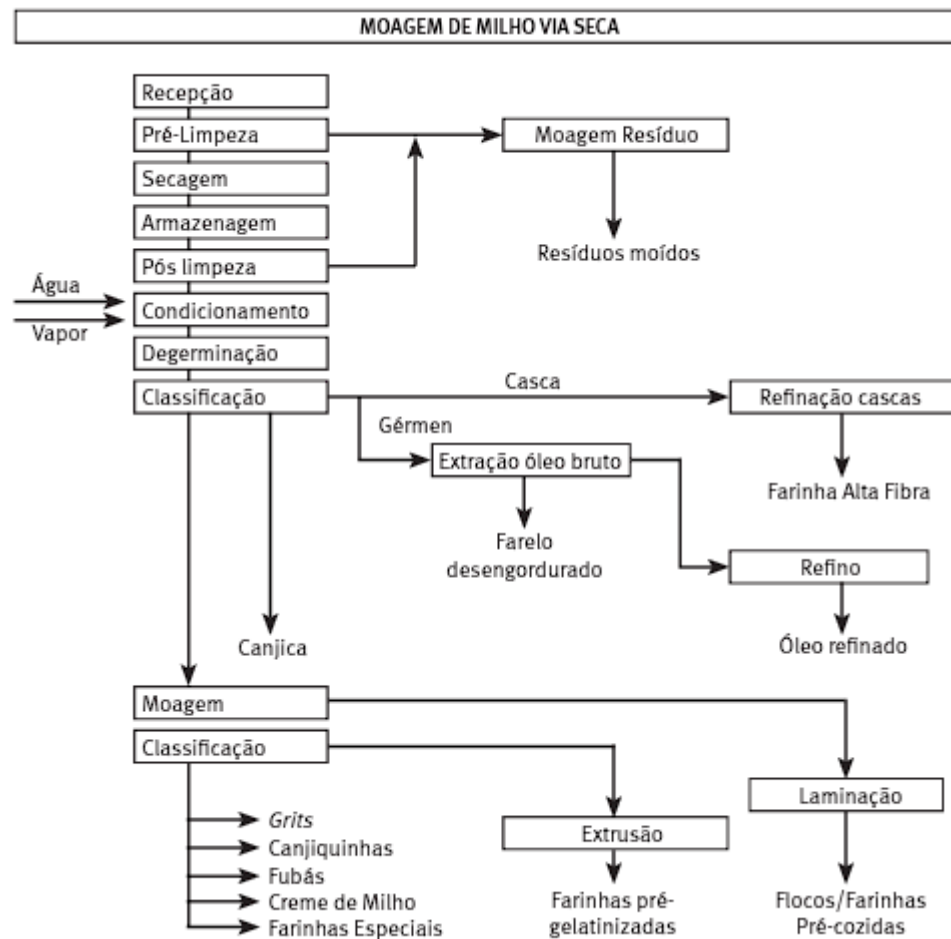 MOAGEM DE MILHO VIA SECA
Recepção
Pré-Limpeza
Moagem Resíduo
Secagem
Armazenagem
Resíduos moídos
Pós limpeza
Água
Condicionamento
Vapor
Degerminação
Classificação
Casca
Refinação cascas
Gérmen
Extração óleo bruto
Farinha Alta Fibra
Farelo
desengordurado
Refino
Canjica
Óleo refinado
Moagem
Classificação
Laminação
Grits
Extrusão
Canjiquinhas
Fubás
Creme de Milho
Farinhas Especiais
Farinhas pré-
gelatinizadas
Flocos/Farinhas
Pré-cozidas